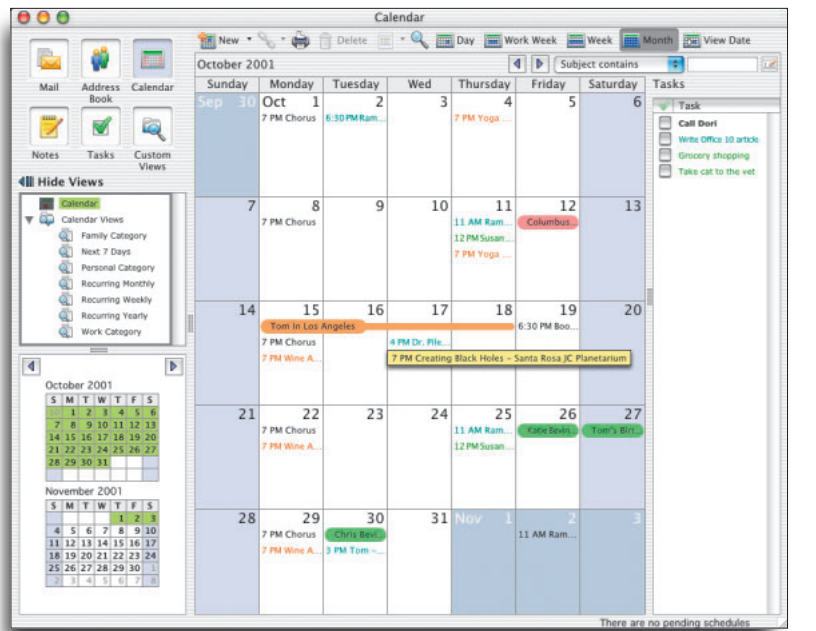 Calendar
New Delete Day Work Week Week Month View Date
Mail Address Book Calendar
Notes Tasks Custom Views
Hide Views
Calendar
Calendar Views
Family Category
Next 7 Days
Personal Category
Recurring Monthly
Recurring Weekly
Recurring Yearly
Work Category
October 2001
S M T W T F S
30 1 2 3 4 5 6
7 8 9 10 11 12 13
14 15 16 17 18 19 20
21 22 23 24 25 26 27
28 29 30 31
November 2001
S M T W T F S
1 2 3
4 5 6 7 8 9 10
11 12 13 14 15 16 17
18 19 20 21 22 23 24
25 26 27 28 29 30 1
2 3 4 5 6 7 8
October 2001 Subject contains
Sunday Monday Tuesday Wed Thursday Friday Saturday
Sep 30 Oct 1 2 3 4 5 6
7 PM Chorus 6:30 PM Ram... 7 PM Yoga ...
7 8 9 10 11 12 13
7 PM Chorus 11 AM Ram... Columbus...
12 PM Susan...
7 PM Yoga ...
14 15 16 17 18 19 20
Tom in Los Angeles 6:30 PM Boo...
7 PM Chorus 4 PM Dr. Pile...
7 PM Wine A... 7 PM Creating Black Holes – Santa Rosa JC Planetarium
21 22 23 24 25 26 27
7 PM Chorus 11 AM Ram... Katie Bevin... Tom's Birt...
7 PM Wine A... 12 PM Susan...
28 29 30 31 Nov 1 2 3
7 PM Chorus Chris Bevi... 11 AM Ram...
7 PM Wine A... 3 PM Tom –...
Tasks
Task
Call Dori
Write Office 10 article
Grocery shopping
Take cat to the vet
There are no pending schedules